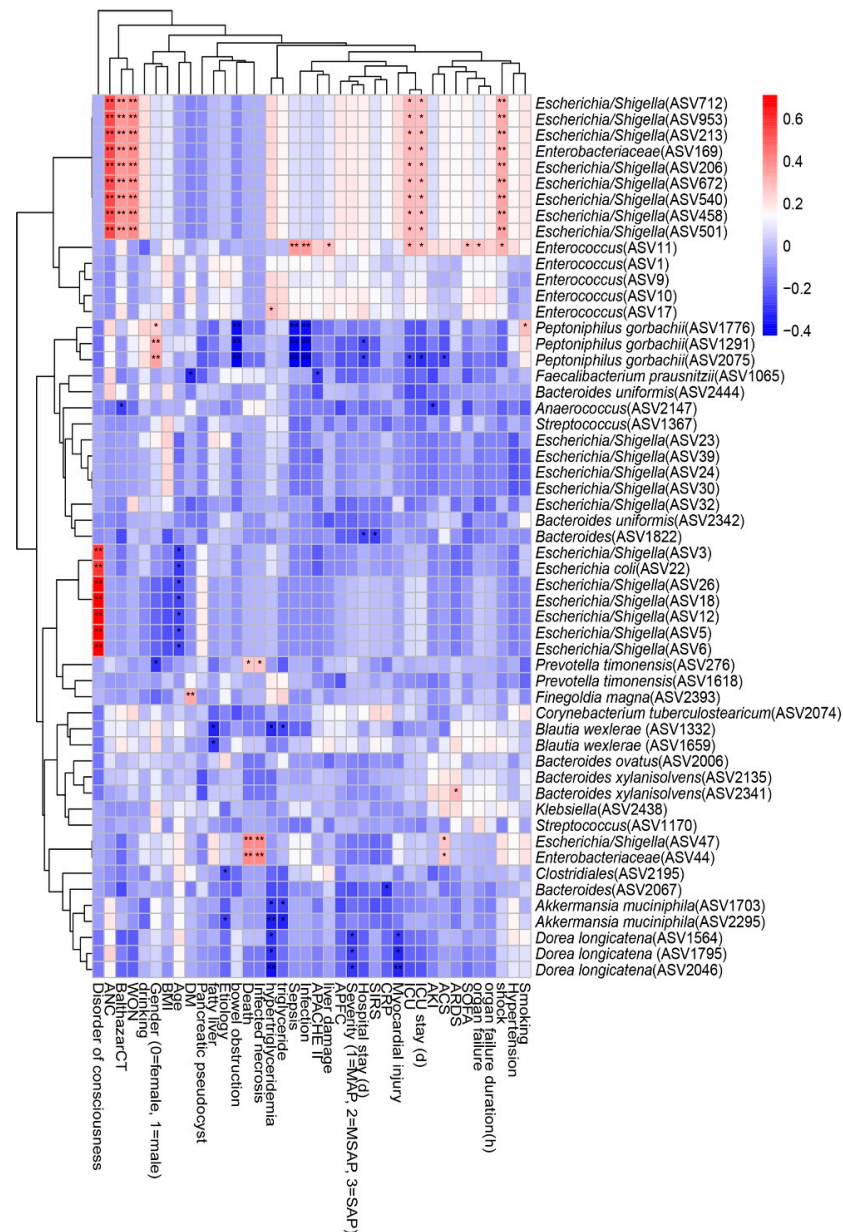 Escherichia/Shigella(ASV712)
Escherichia/Shigella(ASV953)
Escherichia/Shigella(ASV213)
Enterobacteriaceae(ASV169)
Escherichia/Shigella(ASV206)
Escherichia/Shigella(ASV672)
Escherichia/Shigella(ASV540)
Escherichia/Shigella(ASV458)
Escherichia/Shigella(ASV501)
Enterococcus(ASV11)
Enterococcus(ASV1)
Enterococcus(ASV9)
Enterococcus(ASV10)
Enterococcus(ASV17)
Peptoniphilus gorbachii(ASV1776)
Peptoniphilus gorbachii(ASV1291)
Peptoniphilus gorbachii(ASV2075)
Faecalibacterium prausnitzii(ASV1065)
Bacteroides uniformis(ASV2444)
Anaerococcus(ASV2147)
Streptococcus(ASV1367)
Escherichia/Shigella(ASV23)
Escherichia/Shigella(ASV39)
Escherichia/Shigella(ASV24)
Escherichia/Shigella(ASV30)
Escherichia/Shigella(ASV32)
Bacteroides uniformis(ASV2342)
Bacteroides(ASV1822)
Escherichia/Shigella(ASV3)
Escherichia coli(ASV22)
Escherichia/Shigella(ASV26)
Escherichia/Shigella(ASV18)
Escherichia/Shigella(ASV12)
Escherichia/Shigella(ASV5)
Escherichia/Shigella(ASV6)
Prevotella timonensis(ASV276)
Prevotella timonensis(ASV1618)
Finegoldia magna(ASV2393)
Corynebacterium tuberculostearicum(ASV2074)
Blautia wexlerae (ASV1332)
Blautia wexlerae (ASV1659)
Bacteroides ovatus(ASV2006)
Bacteroides xylanisolvens(ASV2135)
Bacteroides xylanisolvens(ASV2341)
Klebsiella(ASV2438)
Streptococcus(ASV1170)
Escherichia/Shigella(ASV47)
Enterobacteriaceae(ASV44)
Clostridiales(ASV2195)
Bacteroides(ASV2067)
Akkermansia muciniphila(ASV1703)
Akkermansia muciniphila(ASV2295)
Dorea longicatena(ASV1564)
Dorea longicatena(ASV1795)
Dorea longicatena(ASV2046)
0.6
0.4
0.2
0
−0.2
−0.4
Disorder of consciousness
ANC
BalthazarCT
WON
drinking
Gender (0=female, 1=male)
BMI
Age
DM
Pancreatic pseudocyst
fatty liver
Etiology
bowel obstruction
Death
Infected necrosis
hypertriglyceridemia
triglyceride
Sepsis
Infection
APACHE II
liver damage
APFC
Severity (1=MAP, 2=MSAP, 3=SAP)
Hospital stay (d)
SIRS
CRP
Myocardial injury
ICU
ICU stay (d)
AKI
ACS
ARDS
SOFA
organ failure
organ failure duration(h)
shock
Hypertension
Smoking